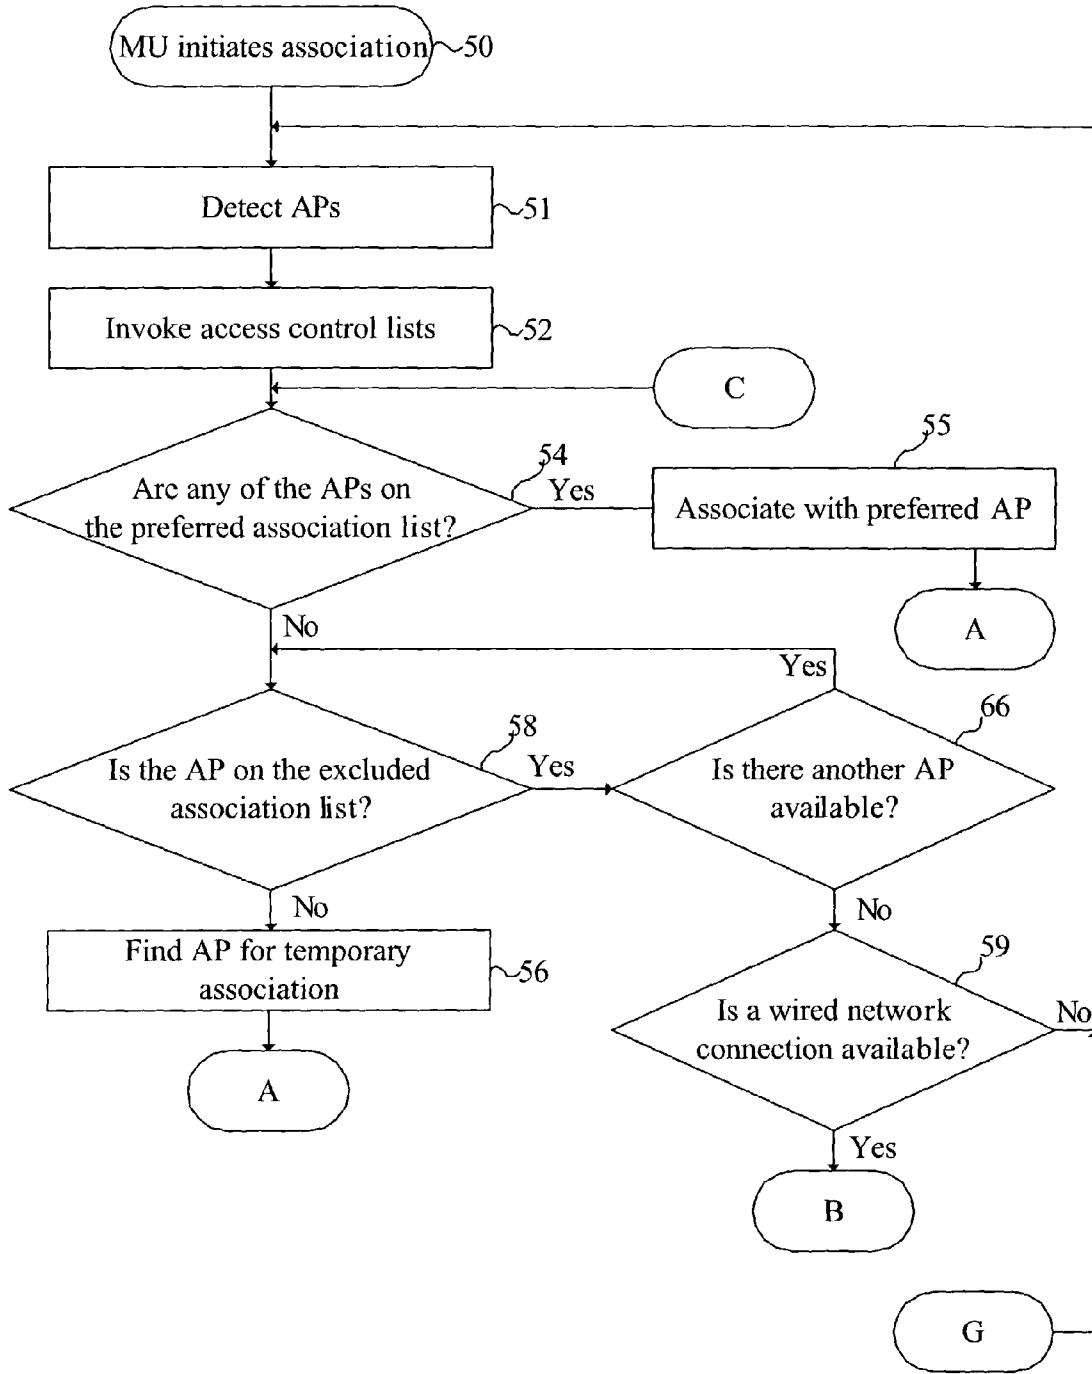 MU initiates association
50
Detect APs
51
Invoke access control lists
52
C
55
54
Are any of the APs on
the preferred association list?
Yes
Associate with preferred AP
No
A
Yes
58
66
Is the AP on the excluded
association list?
Yes
Is there another AP
available?
No
No
Find AP for temporary
association
56
59
Is a wired network
connection available?
No
A
Yes
B
G